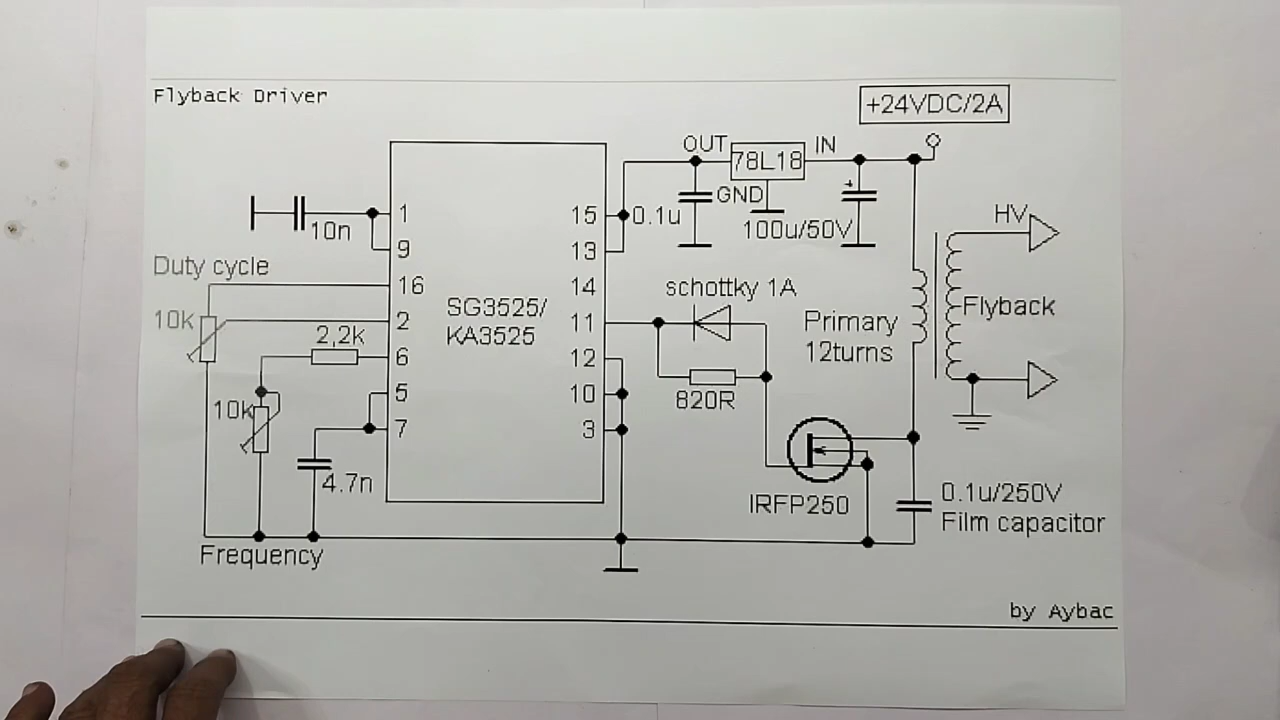 Flyback Driver
+24VDC/2A
OUT
78L18
IN
GND
0.1u
100u/50V
10n
1
9
16
2
6
5
7
15
13
14
11
12
10
3
SG3525/
KA3525
Duty cycle
10k
2,2k
10k
4.7n
Frequency
schottky 1A
820R
IRFP250
Primary
12turns
HV
Flyback
0.1u/250V
Film capacitor
+
by Aybac